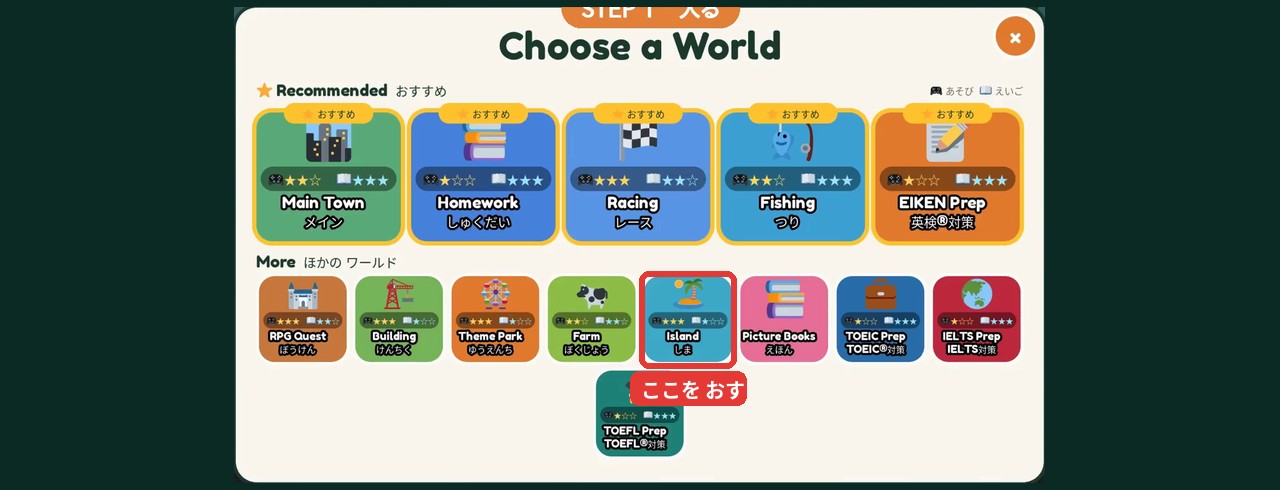 STEP 1 入る
Choose a World
Recommended おすすめ
あそび えいご
おすすめ
おすすめ
おすすめ
おすすめ
おすすめ
★★☆ ★★★
★☆☆ ★★★
★★★ ★★☆
★★☆ ★★★
★☆☆ ★★★
Main Town
メイン
Homework
しゅくだい
Racing
レース
Fishing
つり
EIKEN Prep
英検®対策
More ほかの ワールド
RPG Quest
ぼうけん
Building
けんちく
Theme Park
ゆうえんち
Farm
ぼくじょう
Island
しま
Picture Books
えほん
TOEIC Prep
TOEIC®対策
IELTS Prep
IELTS対策
ここを おす
TOEFL Prep
TOEFL®対策